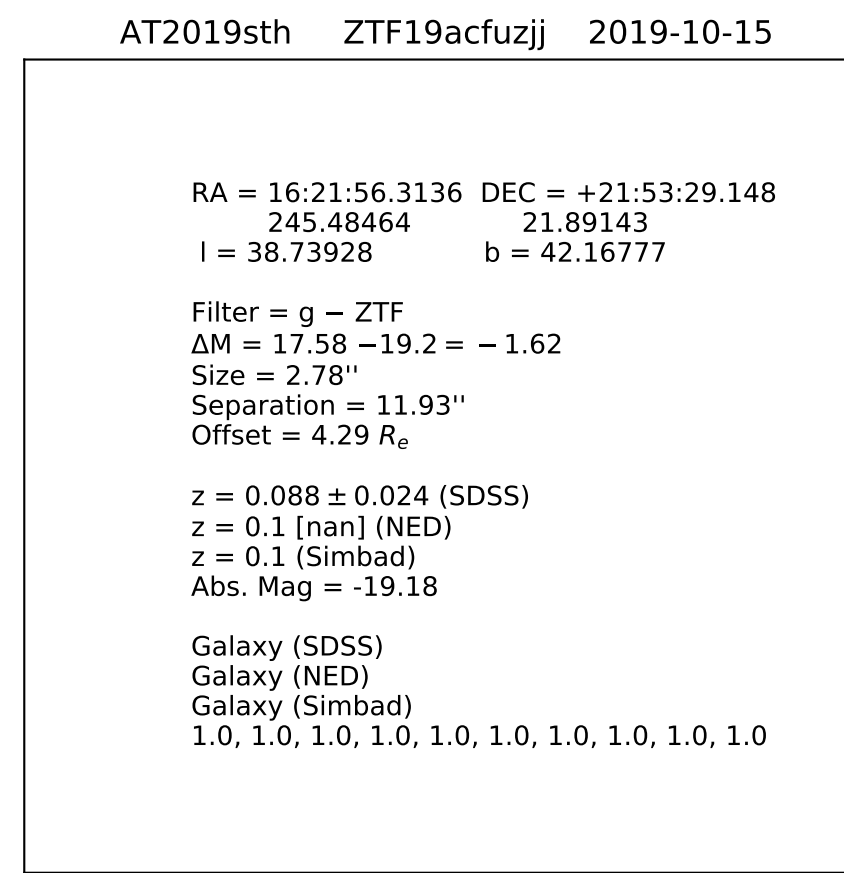 AT2019sth ZTF19acfuzjj 2019-10-15
RA = 16:21:56.3136 DEC = +21:53:29.148
245.48464 21.89143
l = 38.73928 b = 42.16777
Filter = g − ZTF
ΔM = 17.58 −19.2 = − 1.62
Size = 2.78''
Separation = 11.93''
Offset = 4.29 Rₑ
z = 0.088 ± 0.024 (SDSS)
z = 0.1 [nan] (NED)
z = 0.1 (Simbad)
Abs. Mag = -19.18
Galaxy (SDSS)
Galaxy (NED)
Galaxy (Simbad)
1.0, 1.0, 1.0, 1.0, 1.0, 1.0, 1.0, 1.0, 1.0, 1.0